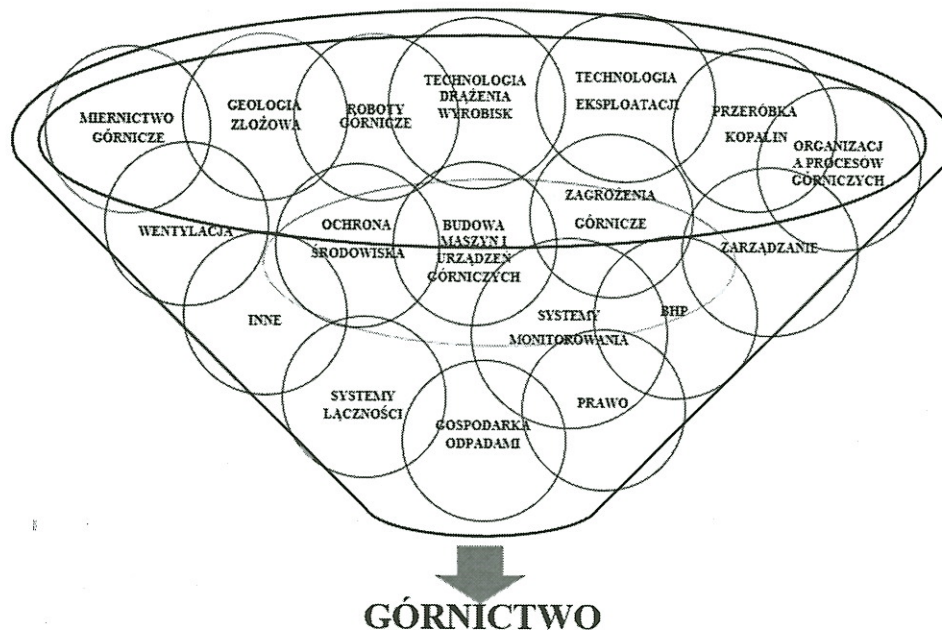 MIERNICTWO
GÓRNICZE
GEOLOGIA
ZŁOŻOWA
ROBOTY
GÓRNICZE
TECHNOLOGIA
DRĄŻENIA
WYROBISK
TECHNOLOGIA
EKSPLOATACJI
PRZERÓBKA
KOPALIN
ORGANIZACJ
A PROCESÓW
GÓRNICZYCH
WENTYLACJA
OCHRONA
ŚRODOWISKA
BUDOWA
MASZYN I
URZĄDZEŃ
GÓRNICZYCH
ZAGROŻENIA
GÓRNICZE
ZARZĄDZANIE
INNE
SYSTEMY
MONITOROWANIA
BHP
SYSTEMY
ŁĄCZNOŚCI
GOSPODARKA
ODPADAMI
PRAWO
GÓRNICTWO